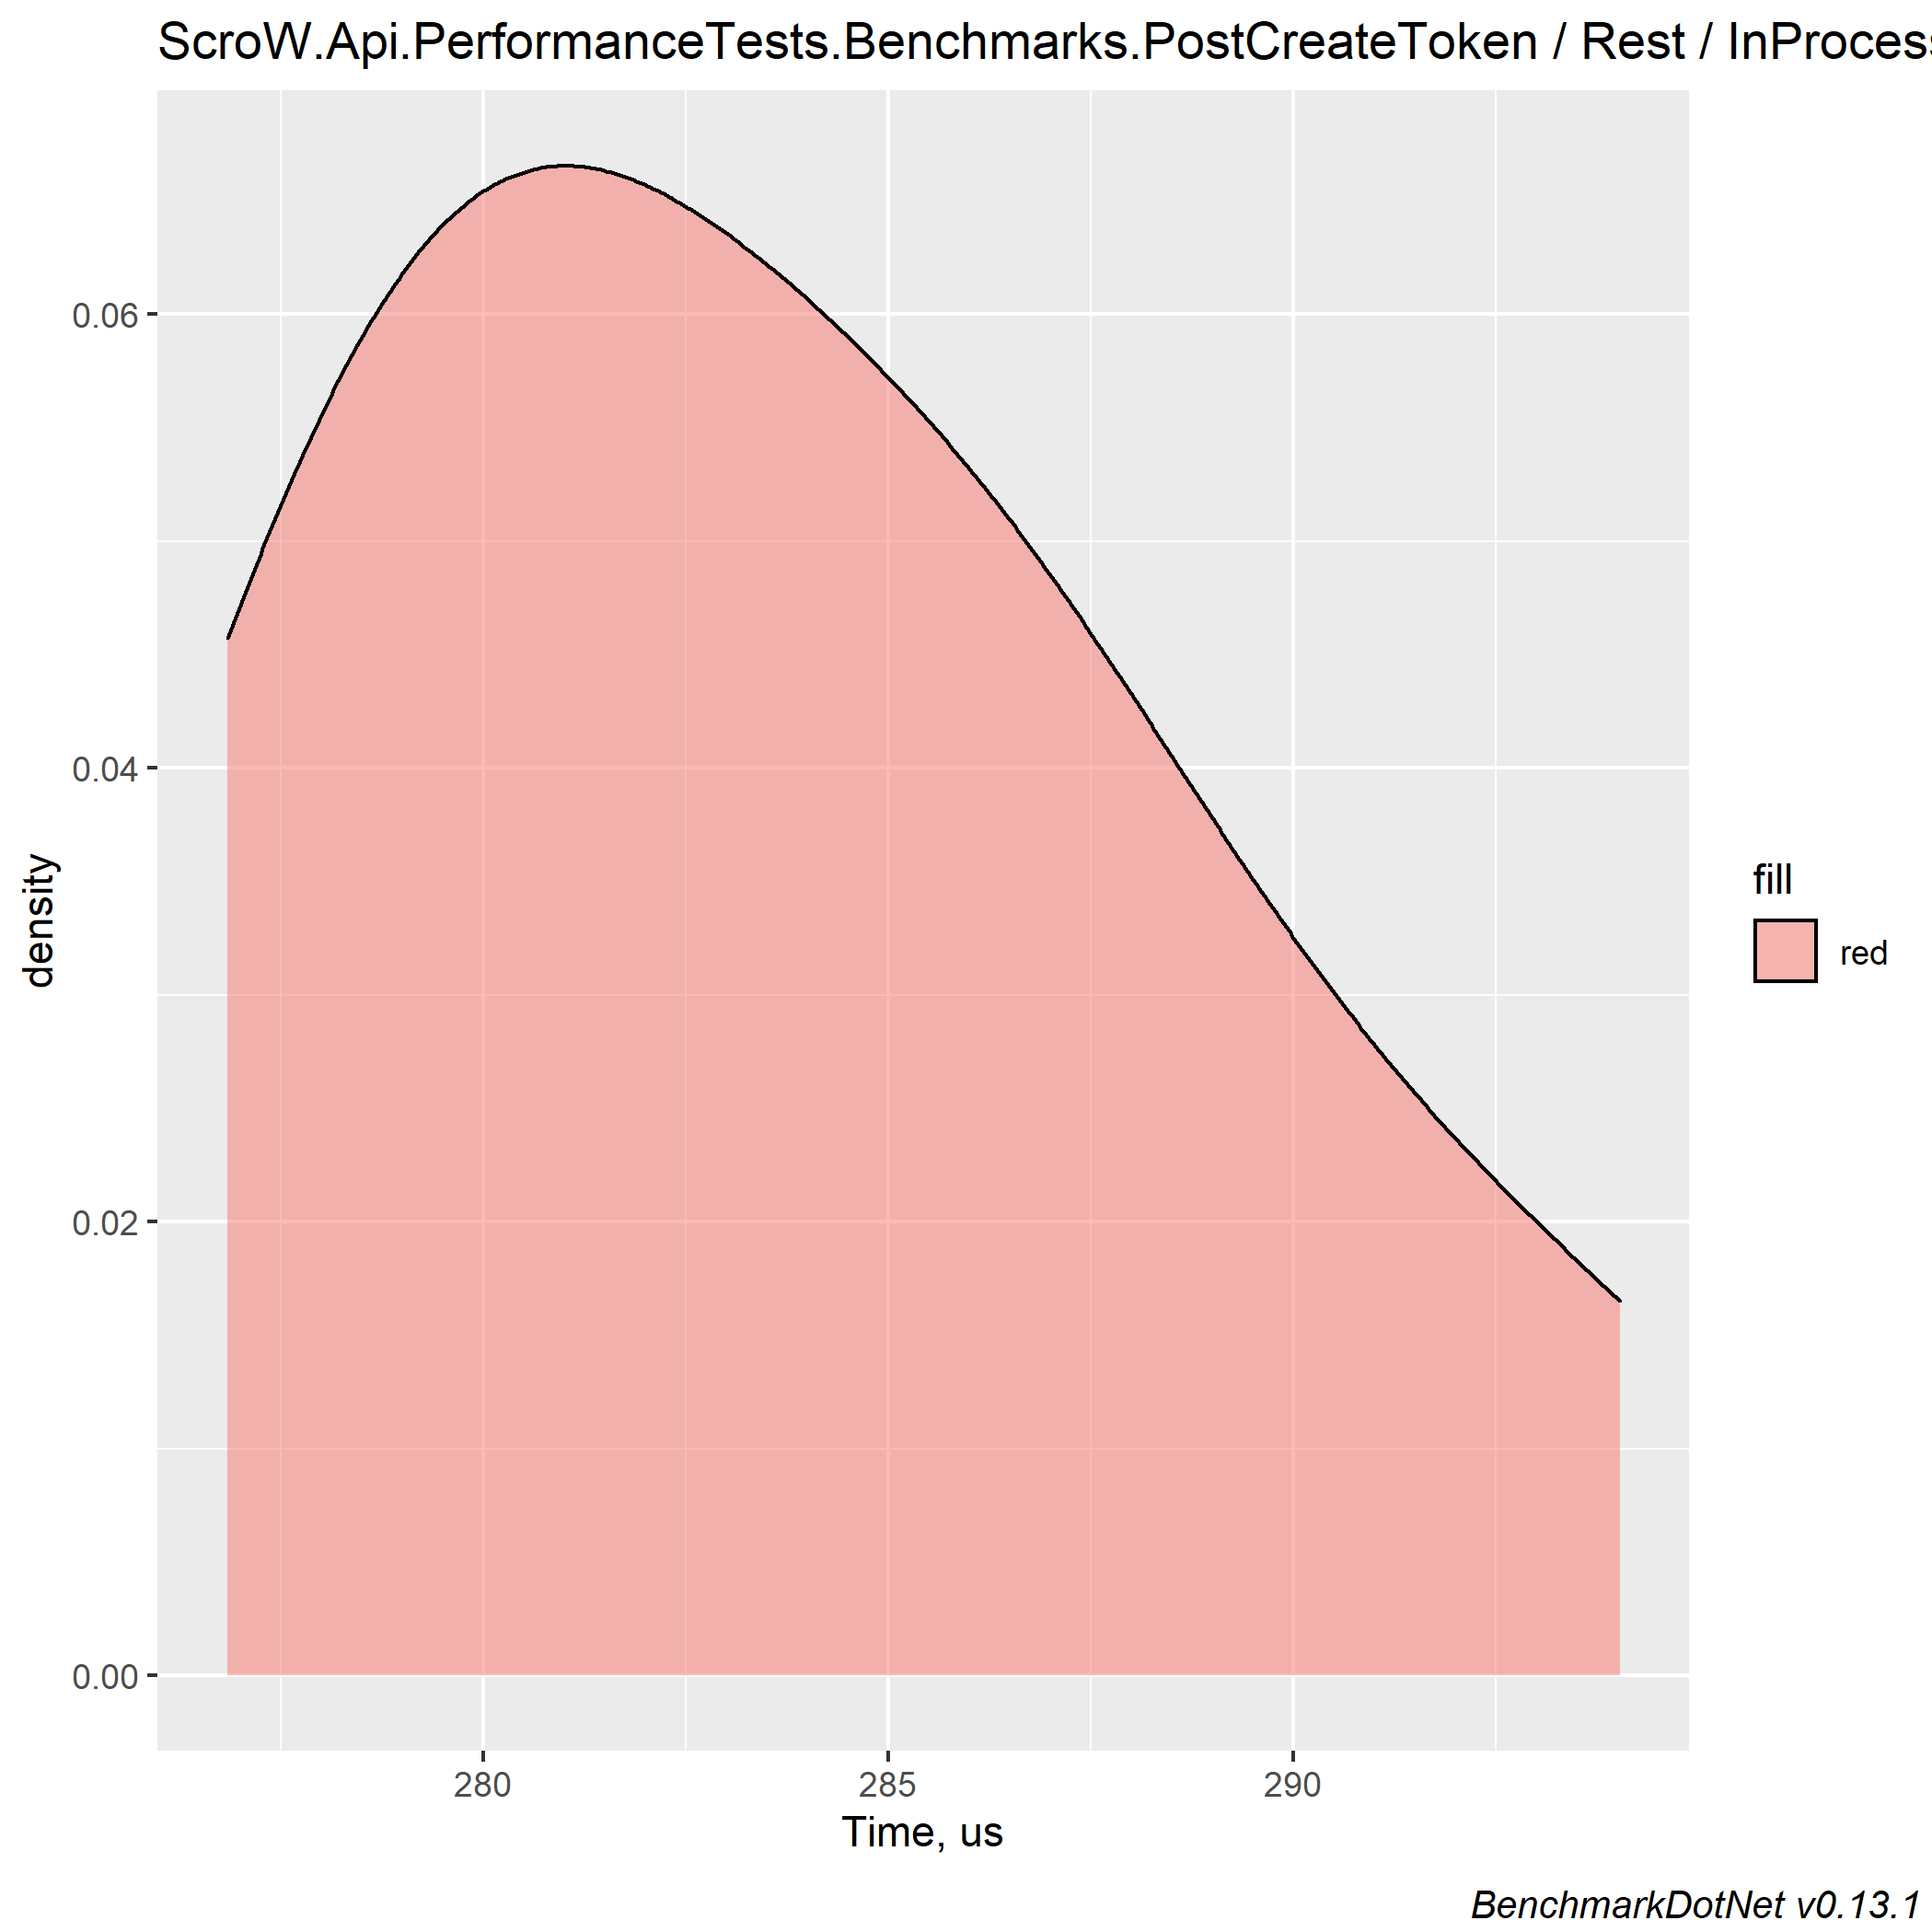 ScroW.Api.PerformanceTests.Benchmarks.PostCreateToken / Rest / InProcess
0.06
0.04
0.02
0.00
density
280 285 290
Time, us
fill
red
BenchmarkDotNet v0.13.1